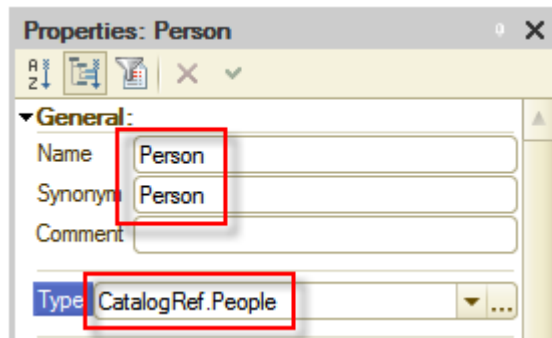 Properties: Person
General:
Name Person
Synonym Person
Comment
Type CatalogRef.People ...